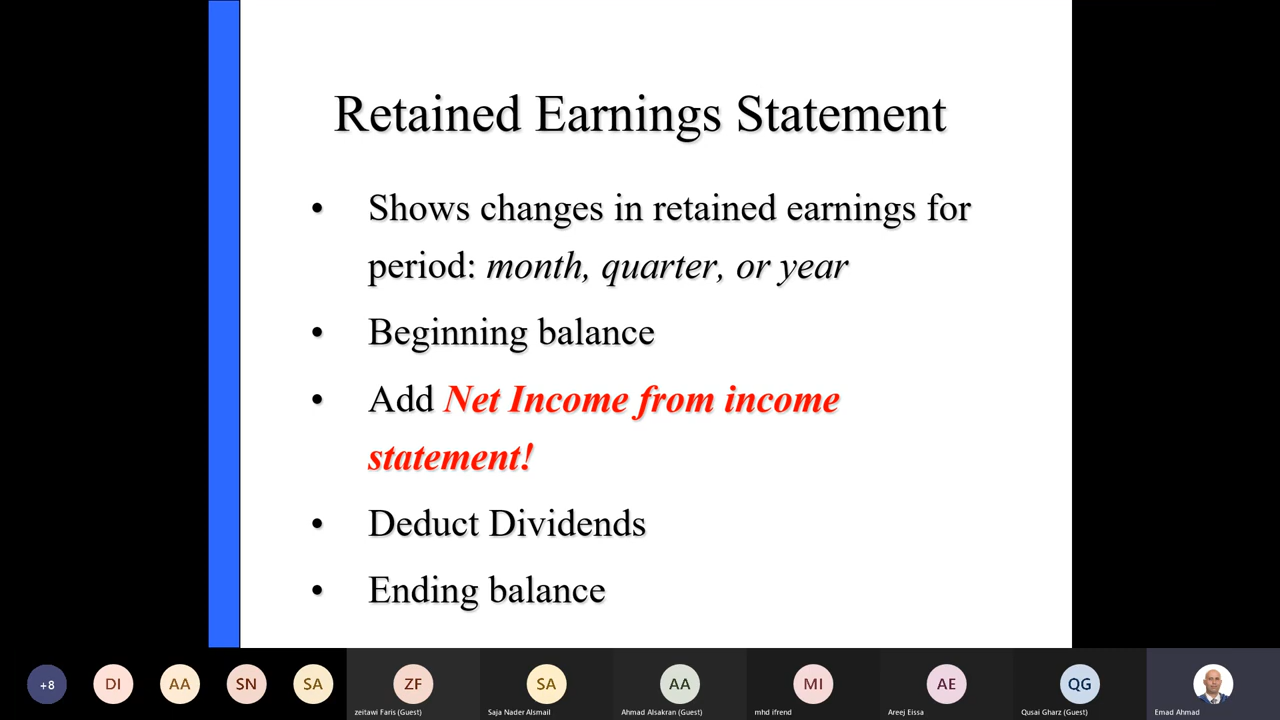 Retained Earnings Statement
• Shows changes in retained earnings for
period: month, quarter, or year
• Beginning balance
• Add Net Income from income
statement!
• Deduct Dividends
• Ending balance
+8
DI
AA
SN
SA
ZF
zeitawi Faris (Guest)
SA
Saja Nader Alsmail
AA
Ahmad Alsakran (Guest)
MI
mhd ifrend
AE
Areej Eissa
QG
Qusai Gharz (Guest)
Emad Ahmad